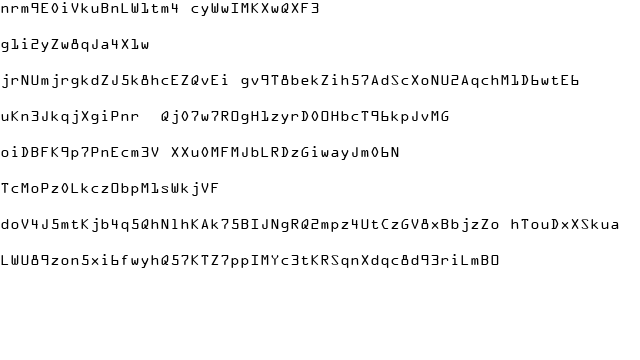 nrm9E0iVkuBnLW1tm4 cyWwIMKXwQXF3
g1i2yZw8qJa4X1w
jrNUmjrgkdZJ5k8hcEZQvEi gv9T8bekZih57AdScXoNU2AqchM1D6wtE6
uKn3JkqjXgiPnr  Qj07w7ROgH1zyrD0OHbcT96kpJvMG
oiDBFK9p7PnEcm3V XXu0MFMJbLRDzGiwayJm06N
TcMoPz0LkczObpM1sWkjVF
doV4J5mtKjb4q5QhN1hKAk75BIJNgRQ2mpz4UtCzGV8xBbjzZo hTouDxXSkua
LWU89zon5xi6fwyhQ57KTZ7ppIMYc3tKRSqnXdqc8d93riLmBO